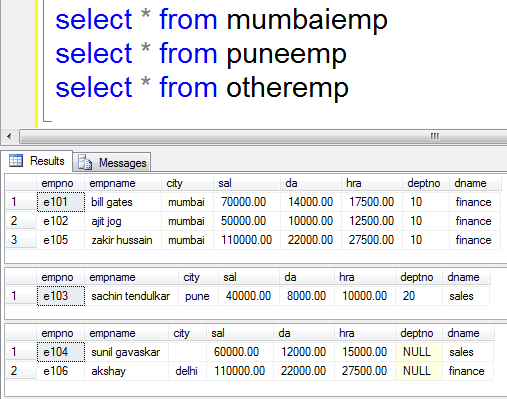 select * from mumbaiemp
select * from puneemp
select * from otheremp
Results Messages
empno empname city sal da hra deptno dname
1 e101 bill gates mumbai 70000.00 14000.00 17500.00 10 finance
2 e102 ajit jog mumbai 50000.00 10000.00 12500.00 10 finance
3 e105 zakir hussain mumbai 110000.00 22000.00 27500.00 10 finance
empno empname city sal da hra deptno dname
1 e103 sachin tendulkar pune 40000.00 8000.00 10000.00 20 sales
empno empname city sal da hra deptno dname
1 e104 sunil gavaskar 60000.00 12000.00 15000.00 NULL sales
2 e106 akshay delhi 110000.00 22000.00 27500.00 NULL finance